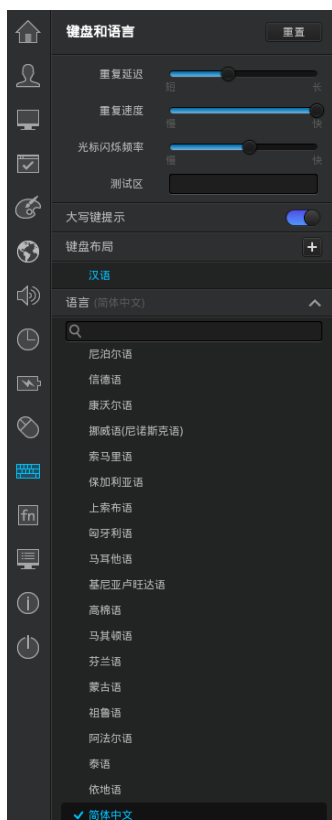 键盘和语言 重置
重复延迟
短 长
重复速度
慢 快
光标闪烁频率
慢 快
测试区
大写键提示
键盘布局
汉语
语言 (简体中文)
尼泊尔语
信德语
康沃尔语
挪威语(尼诺斯克语)
索马里语
保加利亚语
上索布语
匈牙利语
马耳他语
基尼亚卢旺达语
高棉语
马其顿语
芬兰语
蒙古语
祖鲁语
阿法尔语
泰语
依地语
简体中文
fn